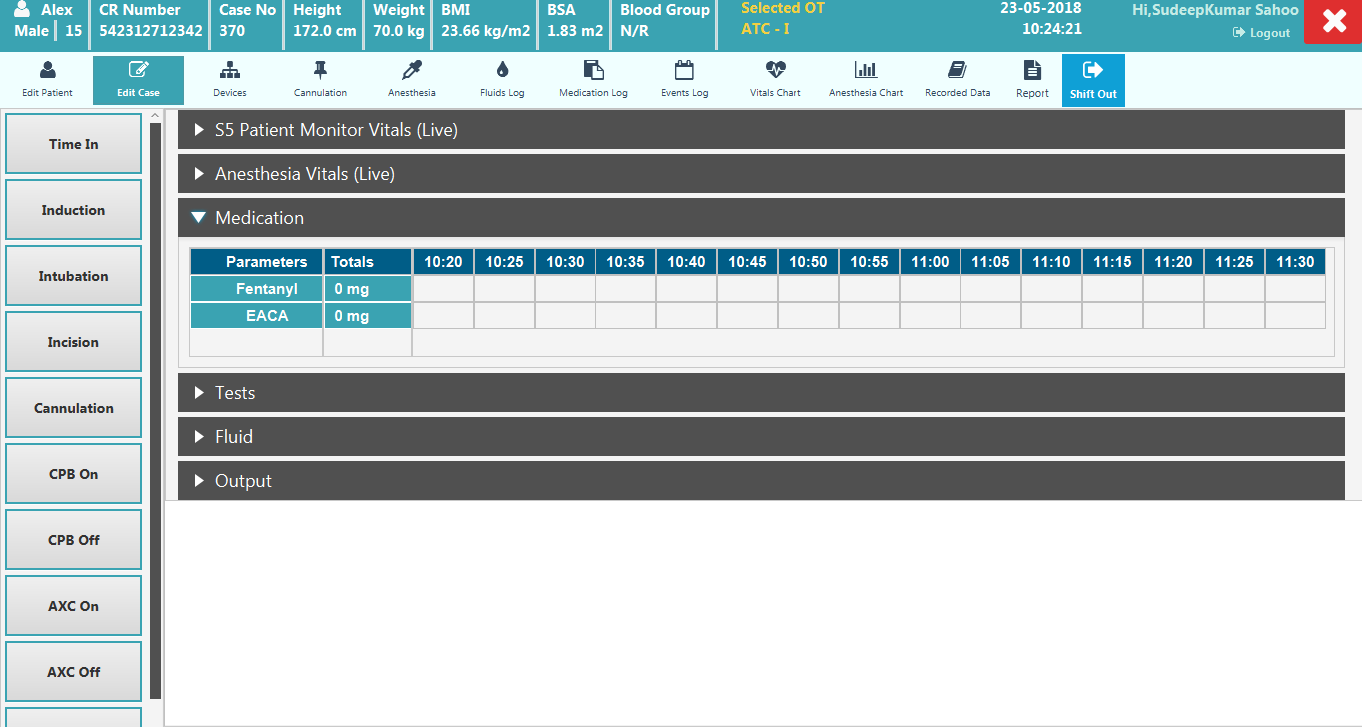 Alex
Male | 15
CR Number
542312712342
Case No
370
Height
172.0 cm
Weight
70.0 kg
BMI
23.66 kg/m2
BSA
1.83 m2
Blood Group
N/R
Selected OT
ATC - I
23-05-2018
10:24:21
Hi,SudeepKumar Sahoo
Logout
Edit Patient
Edit Case
Devices
Cannulation
Anesthesia
Fluids Log
Medication Log
Events Log
Vitals Chart
Anesthesia Chart
Recorded Data
Report
Shift Out
Time In
Induction
Intubation
Incision
Cannulation
CPB On
CPB Off
AXC On
AXC Off
S5 Patient Monitor Vitals (Live)
Anesthesia Vitals (Live)
Medication
Parameters Totals 10:20 10:25 10:30 10:35 10:40 10:45 10:50 10:55 11:00 11:05 11:10 11:15 11:20 11:25 11:30
Fentanyl 0 mg
EACA 0 mg
Tests
Fluid
Output